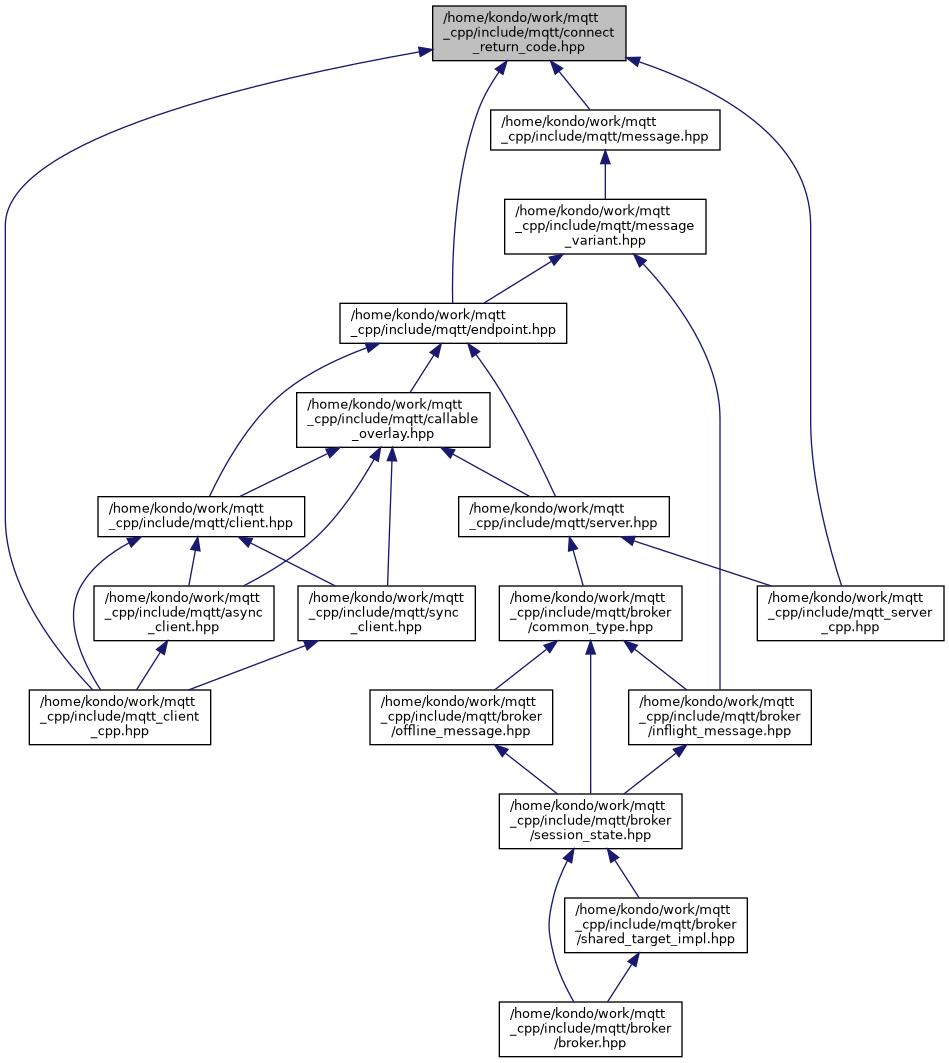 /home/kondo/work/mqtt
_cpp/include/mqtt/connect
_return_code.hpp
/home/kondo/work/mqtt
_cpp/include/mqtt/message.hpp
/home/kondo/work/mqtt
_cpp/include/mqtt/message
_variant.hpp
/home/kondo/work/mqtt
_cpp/include/mqtt/endpoint.hpp
/home/kondo/work/mqtt
_cpp/include/mqtt/callable
_overlay.hpp
/home/kondo/work/mqtt
_cpp/include/mqtt/client.hpp
/home/kondo/work/mqtt
_cpp/include/mqtt/server.hpp
/home/kondo/work/mqtt
_cpp/include/mqtt/async
_client.hpp
/home/kondo/work/mqtt
_cpp/include/mqtt/sync
_client.hpp
/home/kondo/work/mqtt
_cpp/include/mqtt/broker
/common_type.hpp
/home/kondo/work/mqtt
_cpp/include/mqtt_server
_cpp.hpp
/home/kondo/work/mqtt
_cpp/include/mqtt_client
_cpp.hpp
/home/kondo/work/mqtt
_cpp/include/mqtt/broker
/offline_message.hpp
/home/kondo/work/mqtt
_cpp/include/mqtt/broker
/inflight_message.hpp
/home/kondo/work/mqtt
_cpp/include/mqtt/broker
/session_state.hpp
/home/kondo/work/mqtt
_cpp/include/mqtt/broker
/shared_target_impl.hpp
/home/kondo/work/mqtt
_cpp/include/mqtt/broker
/broker.hpp